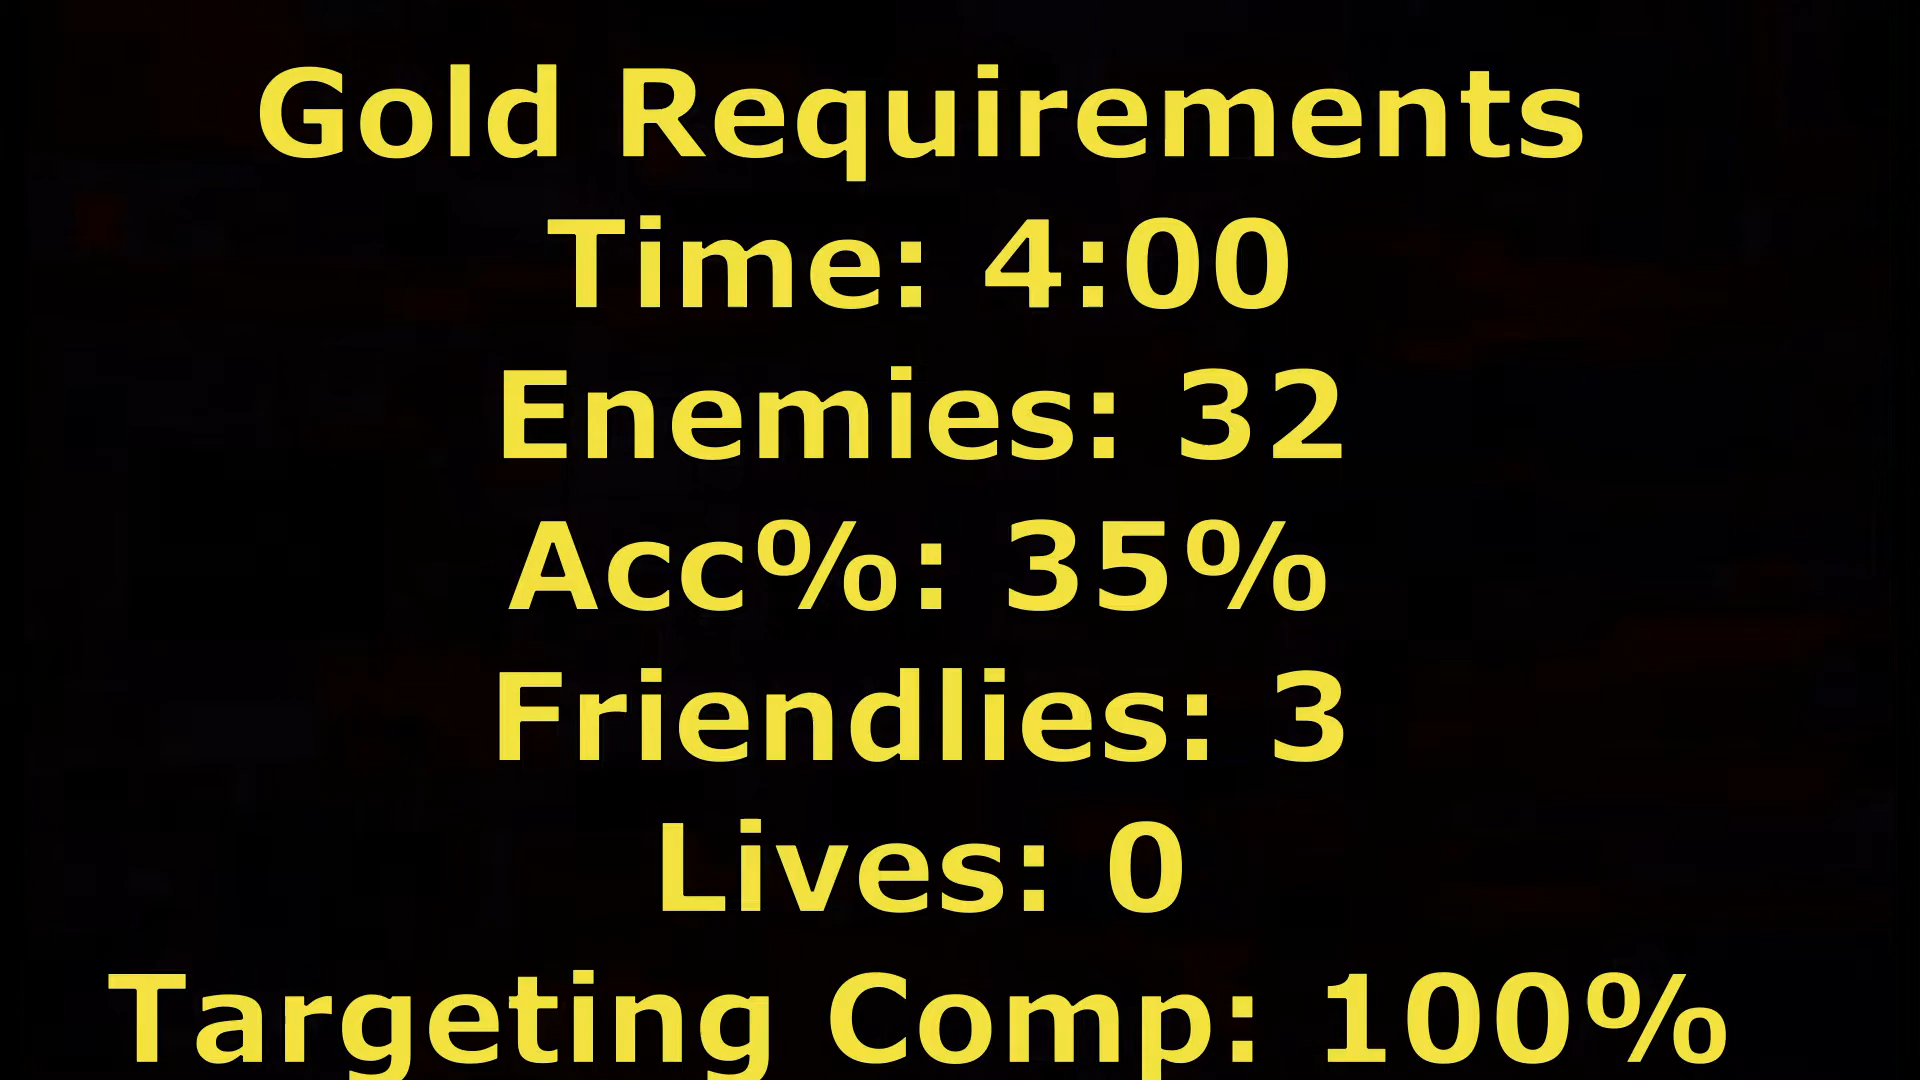 Gold Requirements
Time: 4:00
Enemies: 32
Acc%: 35%
Friendlies: 3
Lives: 0
Targeting Comp: 100%